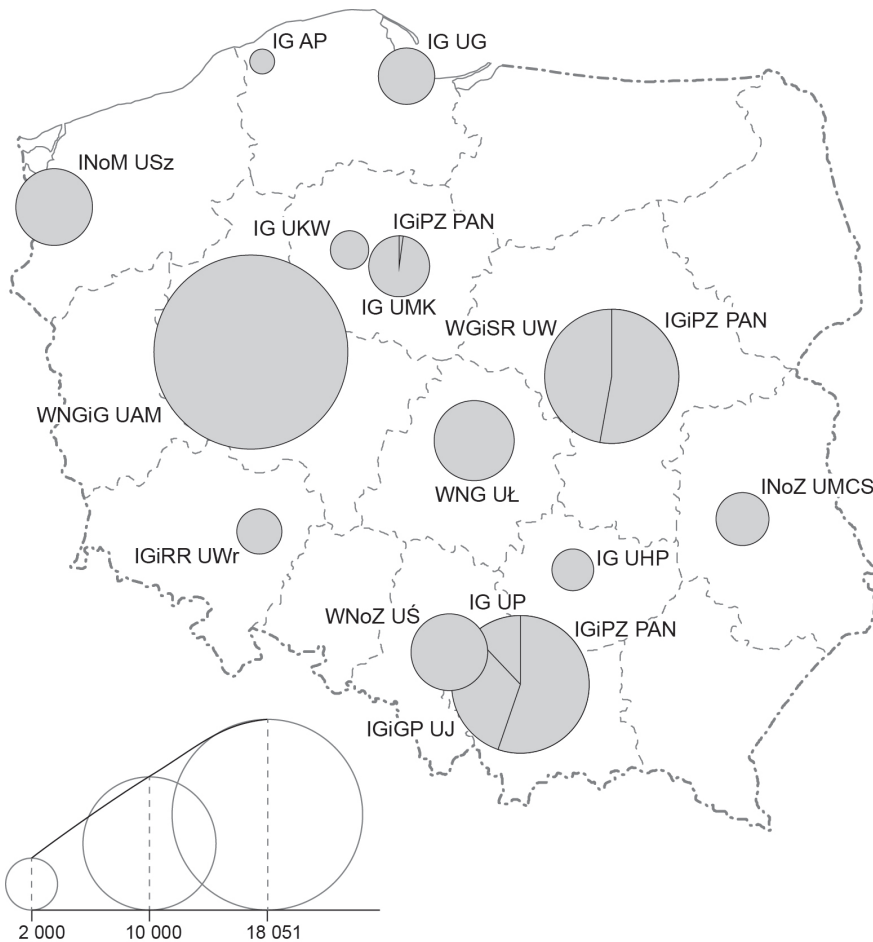 IG AP
IG UG
INoM USz
IG UKW
IGiPZ PAN
IG UMK
WGiSR UW
IGiPZ PAN
WNGiG UAM
WNG UŁ
INoZ UMCS
IGiRR UWr
IG UHP
WNoZ UŚ
IG UP
IGiPZ PAN
IGiGP UJ
2 000
10 000
18 051